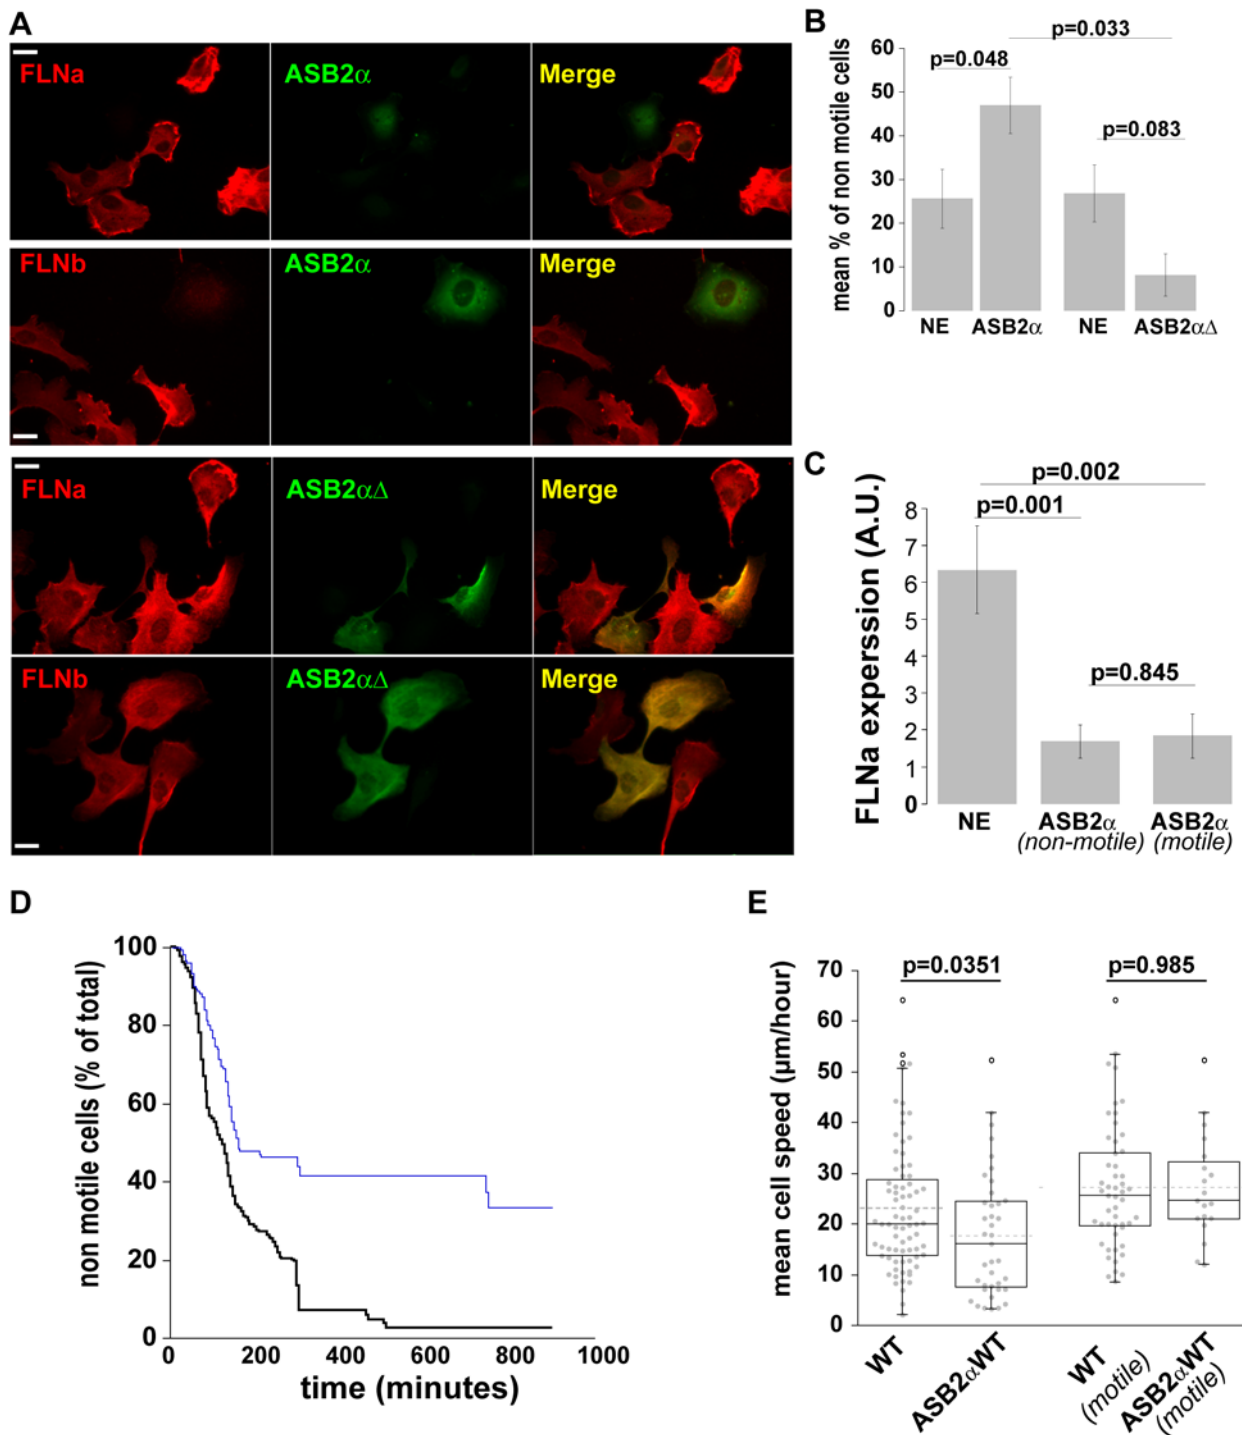 A
FLNa
ASB2α
Merge
FLNb
ASB2α
Merge
FLNa
ASB2αΔ
Merge
FLNb
ASB2αΔ
Merge
B
p=0.033
p=0.048
p=0.083
mean % of non motile cells
60
50
40
30
20
10
0
NE ASB2α NE ASB2αΔ
C
p=0.002
p=0.001
p=0.845
FLNa experssion (A.U.)
8
7
6
5
4
3
2
1
0
NE ASB2α ASB2α
(non-motile) (motile)
D
non motile cells (% of total)
100
80
60
40
20
0
0 200 400 600 800 1000
time (minutes)
E
p=0.0351 p=0.985
mean cell speed (µm/hour)
70
60
50
40
30
20
10
0
WT
ASB2αWT
WT
(motile)
ASB2αWT
(motile)